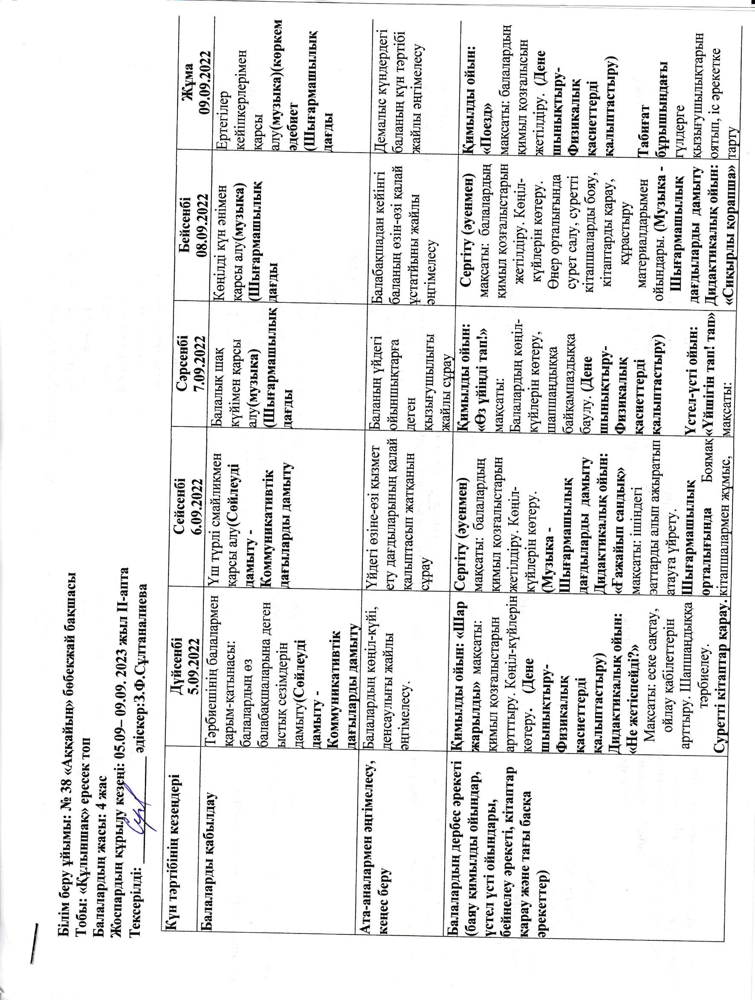 Білім беру ұйымы: № 38 «Аққайың» бөбекжай бақшасы
Тобы: «Құлыншақ» ересек топ
Балалардың жасы: 4 жас
Жоспардың құрылу кезеңі: 05.09– 09.09. 2023 жыл II-апта
Тексерілді: әдіскер:З.Ф.Сұлтаналиева
Күн тәртібінің кезеңдері
Дүйсенбі
5.09.2022
Сейсенбі
6.09.2022
Сәрсенбі
7.09.2022
Бейсенбі
08.09.2022
Жұма
09.09.2022
Балаларды қабылдау
Тәрбиешінің балалармен
қарым-қатынасы:
балалардың өз
балабақшаларына деген
ыстық сезімдерін
дамыту(Сөйлеуді
дамыту -
Коммуникативтік
дағыларды дамыту
Үш түрлі смайликмен
қарсы алу(Сөйлеуді
дамыту -
Коммуникативтік
дағыларды дамыту
Балалық шақ
күйімен қарсы
алу(музыка)
(Шығармашылық
дағды
Көңілді күн әнімен
қарсы алу(музыка)
(Шығармашылық
дағды
Ертегілер
кейіпкерлерімен
қарсы
алу(музыка)(көркем
әдебиет
(Шығармашылық
дағды
Ата-аналармен әңгімелесу,
кеңес беру
Балалардың көңіл-күйі,
денсаулығы жайлы
әңгімелесу.
Үйдегі өзіне-өзі қызмет
ету дағдыларының қалай
қалыптасып жатқанын
сұрау
Баланың үйдегі
ойыншықтарға
деген
қызығушылығы
жайлы сұрау
Балабақшадан кейінгі
баланың өзін-өзі қалай
ұстатйыны жайлы
әңгімелесу
Демалыс күндердегі
баланың күн тәртібі
жайлы әңгімелесу
Балалардың дербес әрекеті
(баяу қимылды ойындар,
үстел үсті ойындары,
бейнелеу әрекеті, кітаптар
қарау және тағы басқа
әрекеттер)
Қимылды ойын: «Шар
жарылды» мақсаты:
қимыл қозғалыстарын
арттыру. Көңіл-күйлерін
көтеру. (Дене
шынықтыру-
Физикалық
қасиеттерді
қалыптастыру)
Дидактикалық ойын:
«Не жетіспейді?»
Мақсаты: еске сақтау,
ойлау қабілеттерін
арттыру. Шапшаңдыққа
тәрбиелеу.
Суретті кітаптар қарау.
Сергіту (әуенмен)
мақсаты: балалардың
қимыл қозғалыстарын
жетілдіру. Көңіл-
күйлерін көтеру.
(Музыка -
Шығармашылық
дағдыларды дамыту
Дидактикалық ойын:
«Ғажайып сандық»
мақсаты: ішіндегі
заттарды алып ажыратып
атауға үйрету.
Шығармашылық
орталығында Боямақ
кітапшалармен жұмыс,
Қимылды ойын:
«Өз үйіңді тап!»
мақсаты:
Балалардың көңіл-
күйлерін көтеру,
шапшаңдыққа
байқампаздыққа
баулу. (Дене
шынықтыру-
Физикалық
қасиеттерді
қалыптастыру)
Үстел-үсті ойын:
«Үйшігін тап! тап»
мақсаты:
Сергіту (әуенмен)
мақсаты: балалардың
қимыл қозғалыстарын
жетілдіру. Көңіл-
күйлерін көтеру.
Өнер орталығында
сурет салу, суретті
кітапшаларды бояу,
кітаптарды қарау,
құрастыру
материалдарымен
ойындары. (Музыка -
Шығармашылық
дағдыларды дамыту
Дидактикалық ойын:
«Сиқырлы қорапша»
Қимылды ойын:
«Поезд»
мақсаты: балалардың
қимыл қозғалысын
жетілдіру. (Дене
шынықтыру-
Физикалық
қасиеттерді
қалыптастыру)
Табиғат
бұрышындағы
гүлдерге
қызығушылықтарын
оятып, іс әрекетке
тарту